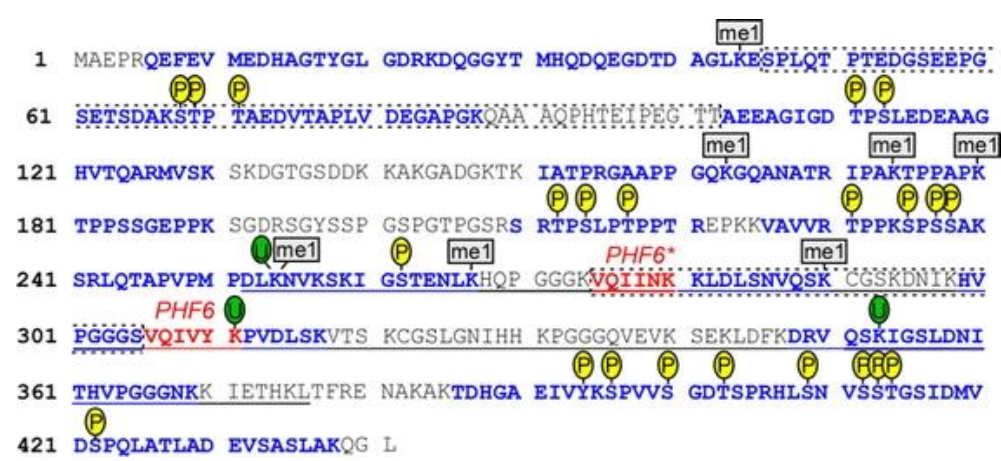 me1
1 MAEPRQEFEV MEDHAGTYGL GDRKDQGGYT MHQDQEGDTD AGLKESPLQT PTEDGSEEPG
P P P P P
61 SETSDAKSTP TAEDVTAPLV DEGAPGKQAA AQPHTEIPEG TTAEEAGIGD TPSLEDEAAG
me1 me1 me1
121 HVTQARMVSK SKDGTGSDDK KAKGADGKTK IATPRGAAPP GQKGQANATR IPAKTPPAPK
P P P P P P P
181 TPPSSGEPPK SGDRSGYSSP GSPGTPGSRS RTPSLPTPPT REPKKVAVVR TPPKSPSSAK
U me1 P me1 PHF6* me1
241 SRLQTAPVPM PDLKNVKSKI GSTENLKHQP GGGKVQIINK KLDLSNVQSK CGSKDNIKHV
PHF6 U U
301 PGGGSVQIVY KPVDLSKVTS KCGSLGNIHH KPGGGQVEVK SEKLDFKDRV QSKIGSLDNI
P P P P P P P P
361 THVPGGGNKK IETHKLTFRE NAKAKTDHGA EIVYKSPVVS GDTSPRHLSN VSSTGSIDMV
P
421 DSPQLATLAD EVSASLAKQG L